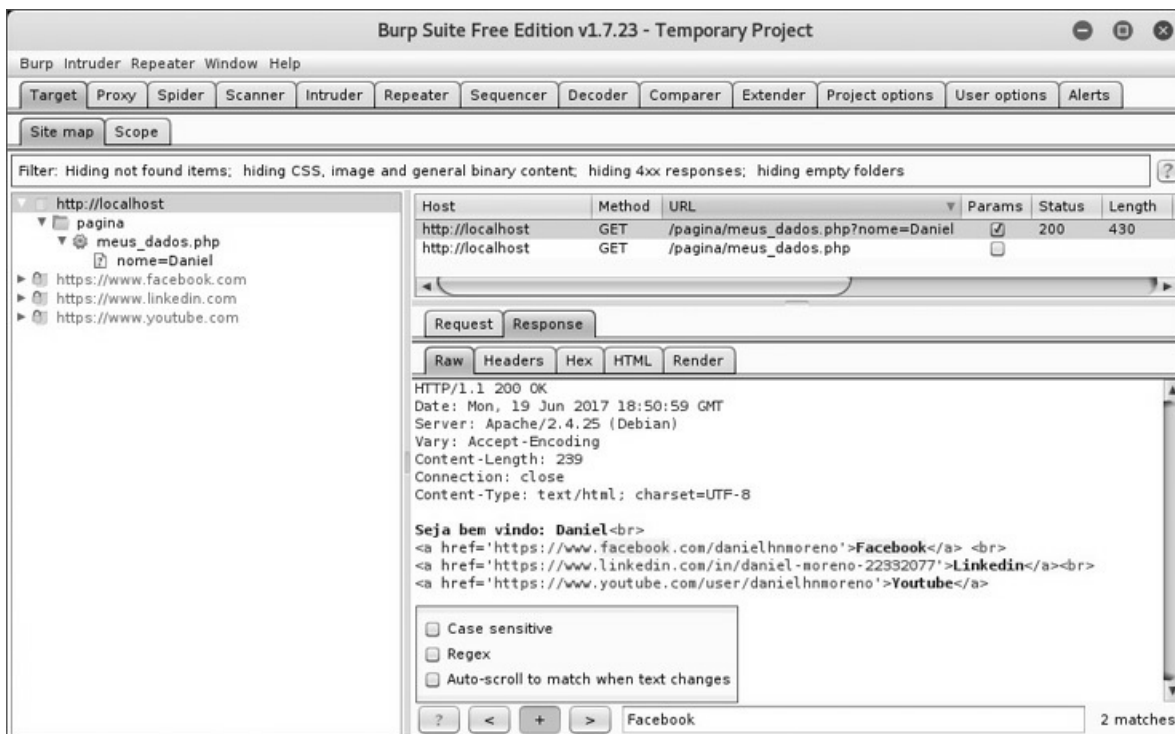 Burp Suite Free Edition v1.7.23 - Temporary Project
Burp Intruder Repeater Window Help
Target Proxy Spider Scanner Intruder Repeater Sequencer Decoder Comparer Extender Project options User options Alerts
Site map Scope
Filter: Hiding not found items; hiding CSS, image and general binary content; hiding 4xx responses; hiding empty folders ?
http://localhost
pagina
meus_dados.php
nome=Daniel
https://www.facebook.com
https://www.linkedin.com
https://www.youtube.com
Host Method URL Params Status Length
http://localhost GET /pagina/meus_dados.php?nome=Daniel 200 430
http://localhost GET /pagina/meus_dados.php
Request Response
Raw Headers Hex HTML Render
HTTP/1.1 200 OK
Date: Mon, 19 Jun 2017 18:50:59 GMT
Server: Apache/2.4.25 (Debian)
Vary: Accept-Encoding
Content-Length: 239
Connection: close
Content-Type: text/html; charset=UTF-8
Seja bem vindo: Daniel<br>
<a href='https://www.facebook.com/danielhnmoreno'>Facebook</a> <br>
<a href='https://www.linkedin.com/in/daniel-moreno-22332077'>Linkedin</a><br>
<a href='https://www.youtube.com/user/danielhnmoreno'>Youtube</a>
Case sensitive
Regex
Auto-scroll to match when text changes
? < + > Facebook 2 matches